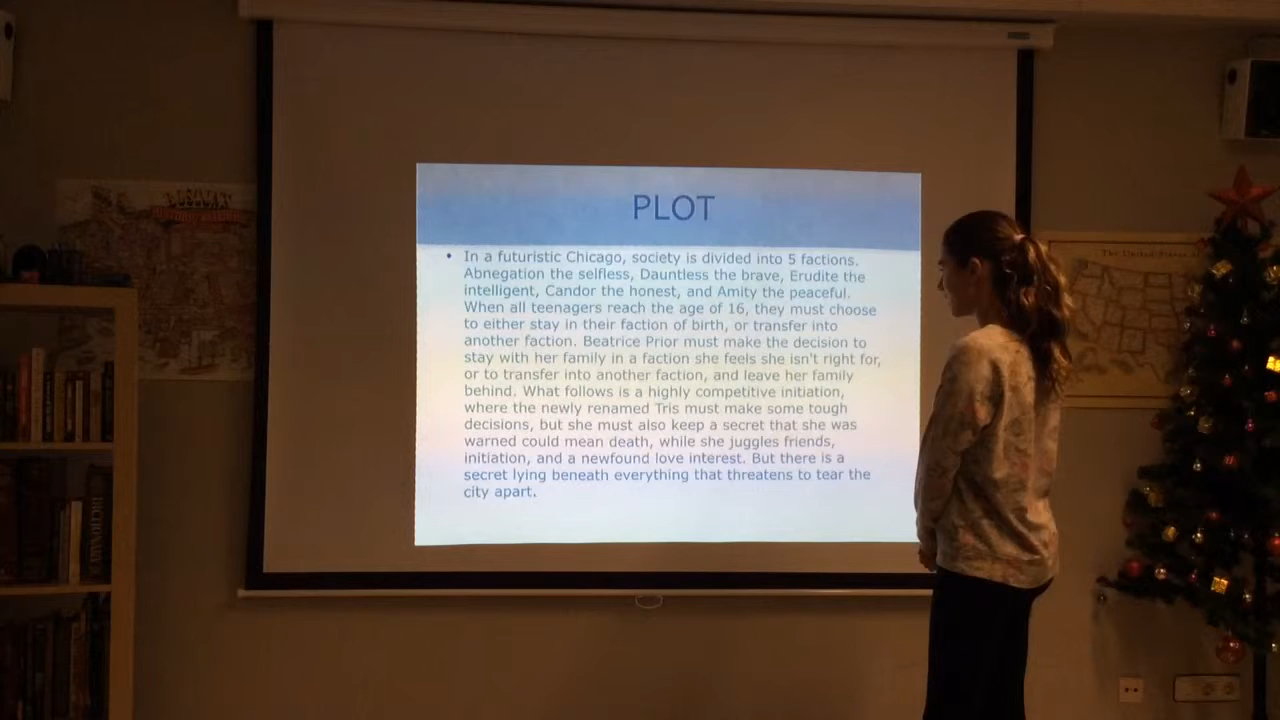 PLOT
• In a futuristic Chicago, society is divided into 5 factions.
Abnegation the selfless, Dauntless the brave, Erudite the
intelligent, Candor the honest, and Amity the peaceful.
When all teenagers reach the age of 16, they must choose
to either stay in their faction of birth, or transfer into
another faction. Beatrice Prior must make the decision to
stay with her family in a faction she feels she isn't right for,
or to transfer into another faction, and leave her family
behind. What follows is a highly competitive initiation,
where the newly renamed Tris must make some tough
decisions, but she must also keep a secret that she was
warned could mean death, while she juggles friends,
initiation, and a newfound love interest. But there is a
secret lying beneath everything that threatens to tear the
city apart.
The United States
DICTIONARY